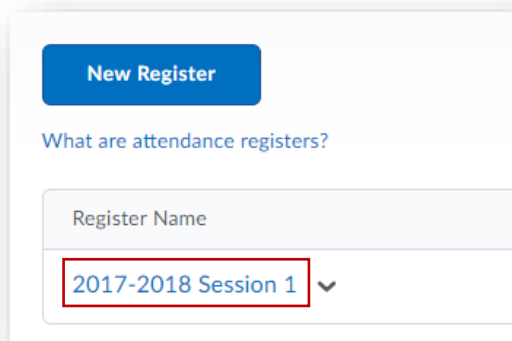 New Register
What are attendance registers?
Register Name
2017-2018 Session 1